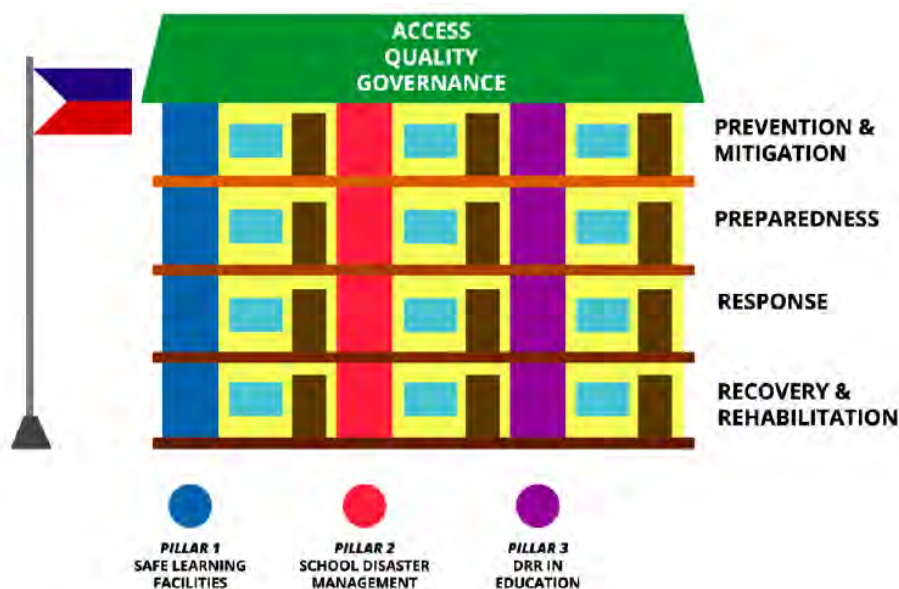 ACCESS
QUALITY
GOVERNANCE
PREVENTION &
MITIGATION
PREPAREDNESS
RESPONSE
RECOVERY &
REHABILITATION
PILLAR 1
SAFE LEARNING
FACILITIES
PILLAR 2
SCHOOL DISASTER
MANAGEMENT
PILLAR 3
DRR IN
EDUCATION